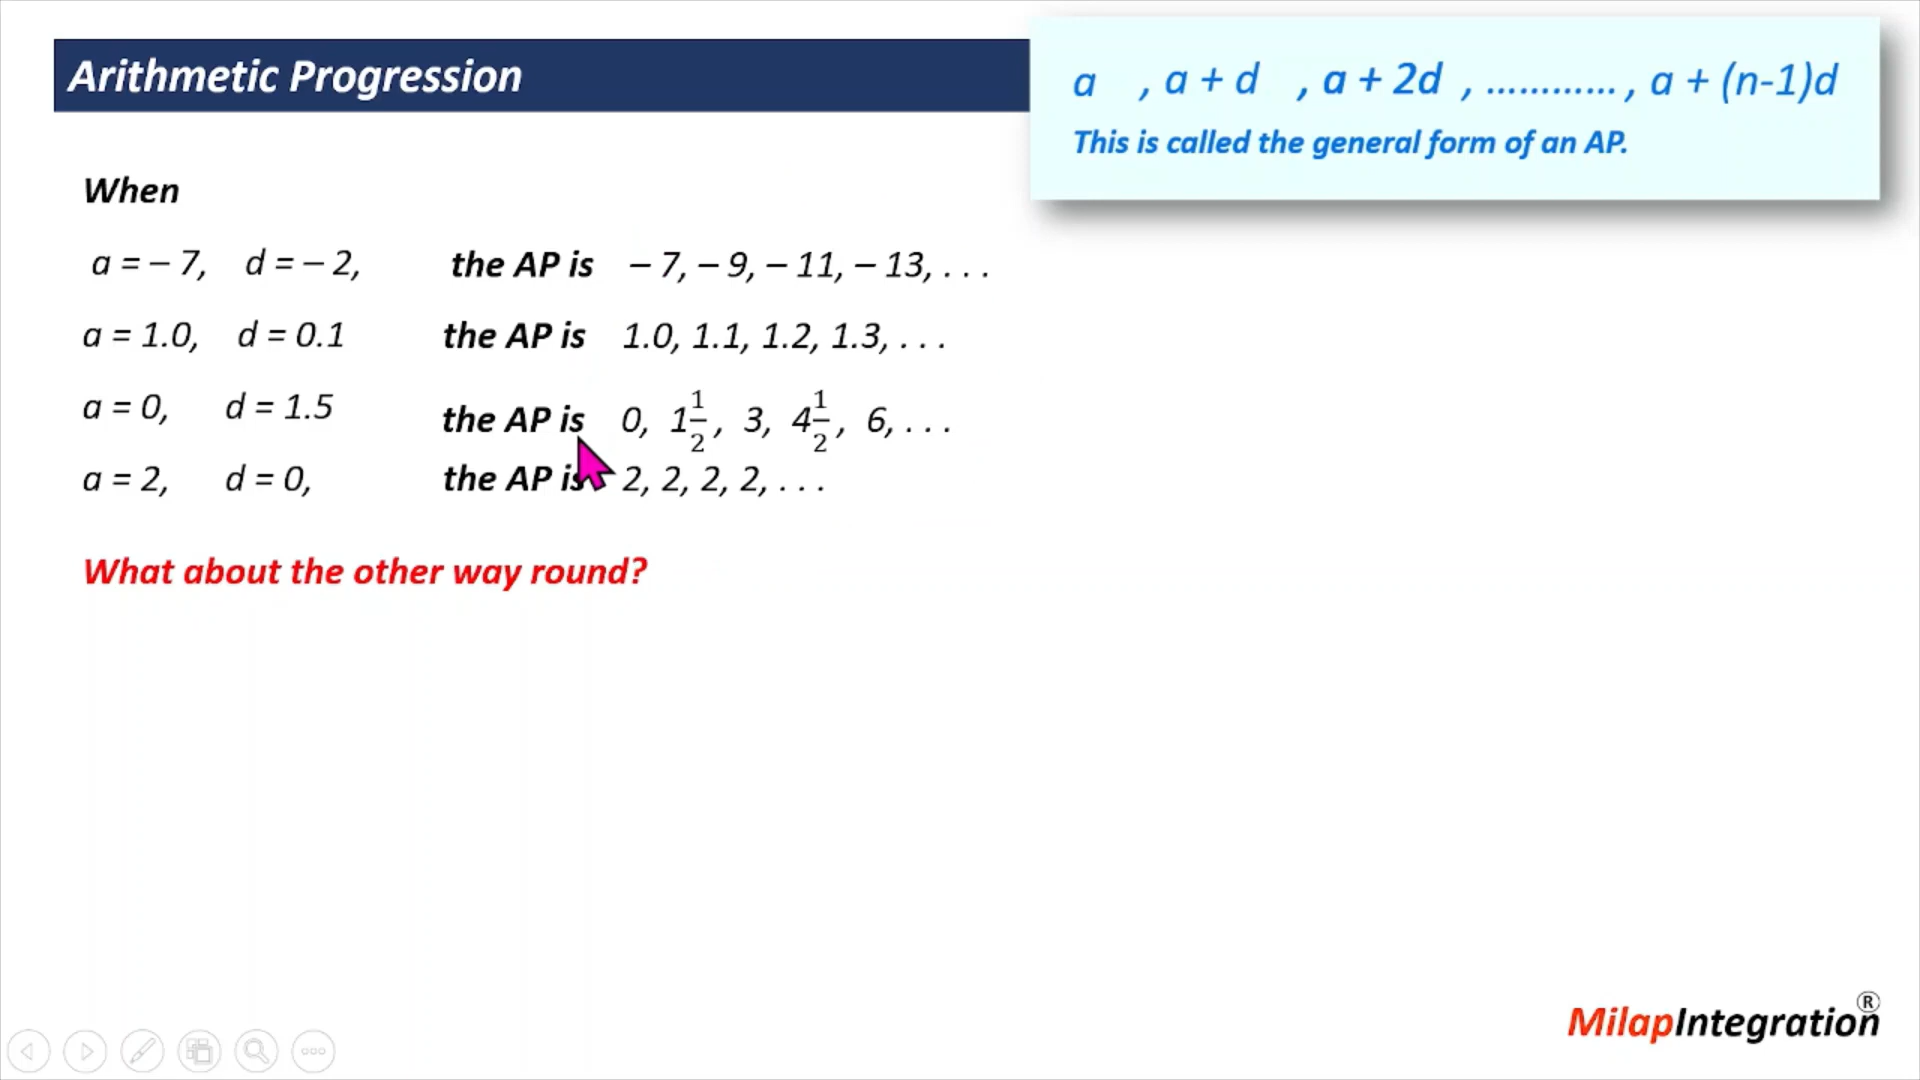 Arithmetic Progression
a , a + d , a + 2d , ............, a + (n-1)d
This is called the general form of an AP.
When
a = – 7, d = – 2, the AP is – 7, – 9, – 11, – 13, . . .
a = 1.0, d = 0.1 the AP is 1.0, 1.1, 1.2, 1.3, . . .
a = 0, d = 1.5 the AP is 0, 1 1/2, 3, 4 1/2, 6, . . .
a = 2, d = 0, the AP is 2, 2, 2, 2, . . .
What about the other way round?
MilapIntegration®